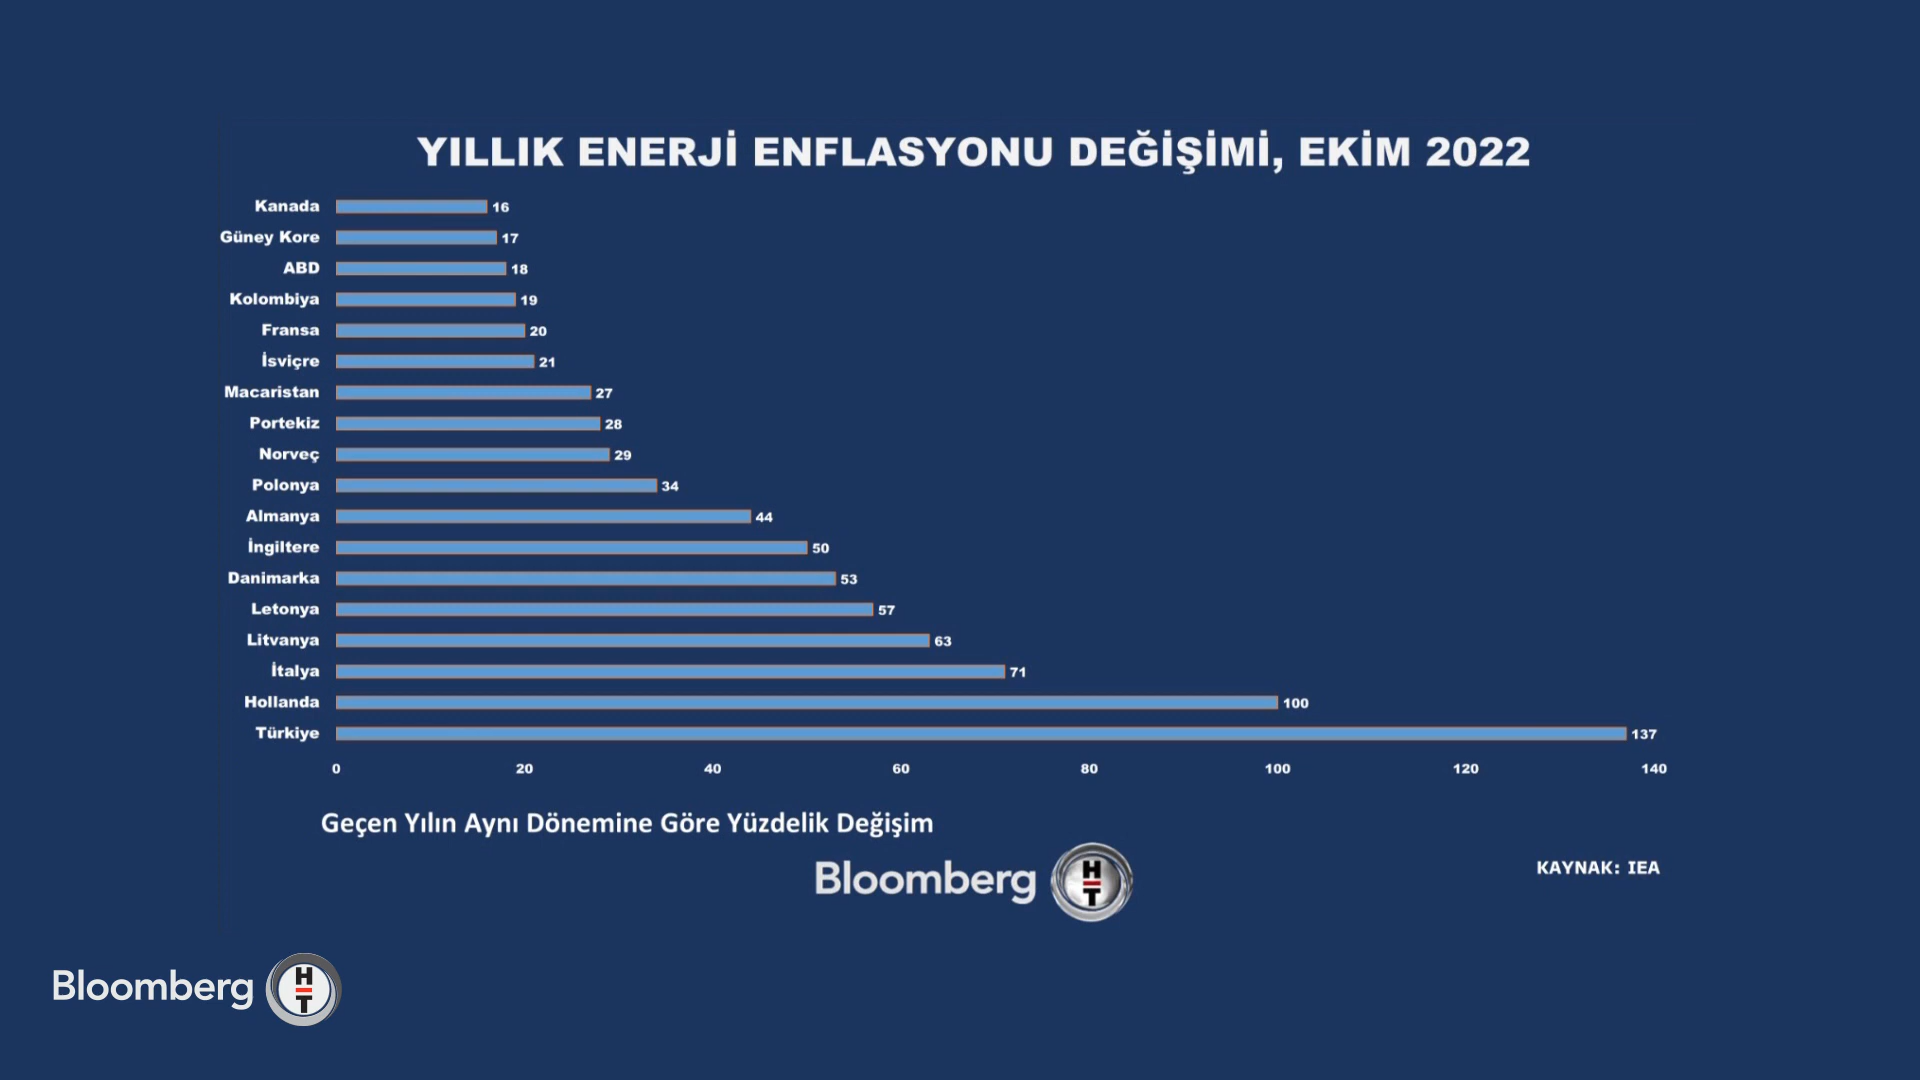 YILLIK ENERJİ ENFLASYONU DEĞİŞİMİ, EKİM 2022
Kanada 16
Güney Kore 17
ABD 18
Kolombiya 19
Fransa 20
İsviçre 21
Macaristan 27
Portekiz 28
Norveç 29
Polonya 34
Almanya 44
İngiltere 50
Danimarka 53
Letonya 57
Litvanya 63
İtalya 71
Hollanda 100
Türkiye 137
0 20 40 60 80 100 120 140
Geçen Yılın Aynı Dönemine Göre Yüzdelik Değişim
Bloomberg HT
KAYNAK: IEA
Bloomberg HT